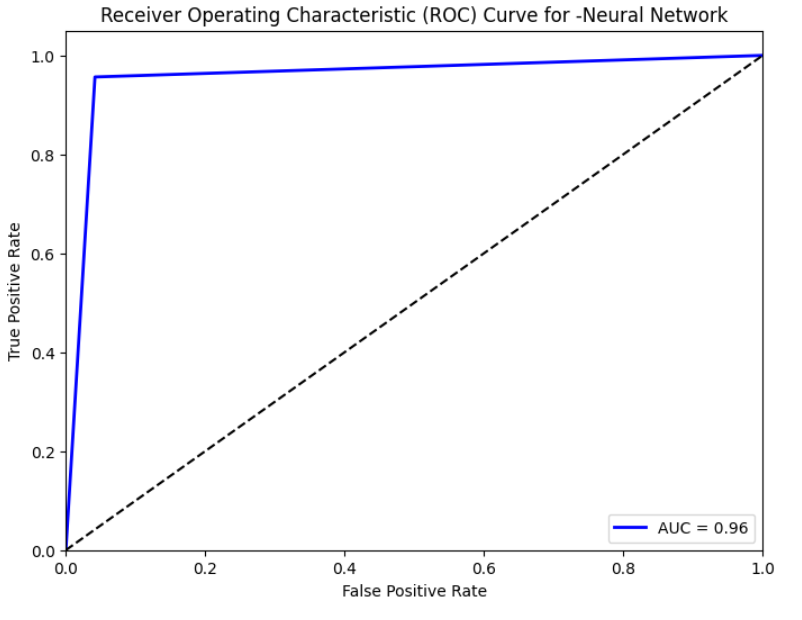 Receiver Operating Characteristic (ROC) Curve for -Neural Network
1.0
0.8
0.6
0.4
0.2
0.0
True Positive Rate
0.0 0.2 0.4 0.6 0.8 1.0
False Positive Rate
AUC = 0.96